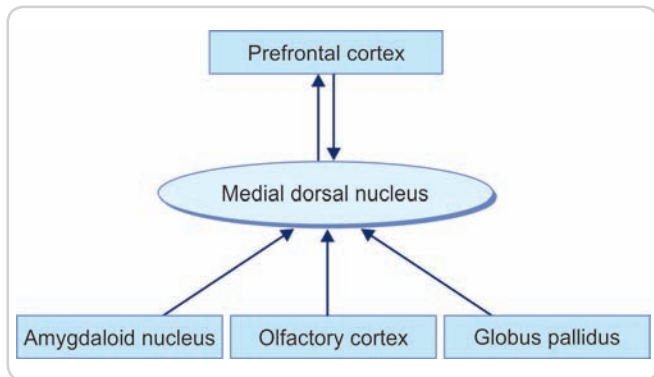 Prefrontal cortex
Medial dorsal nucleus
Amygdaloid nucleus
Olfactory cortex
Globus pallidus